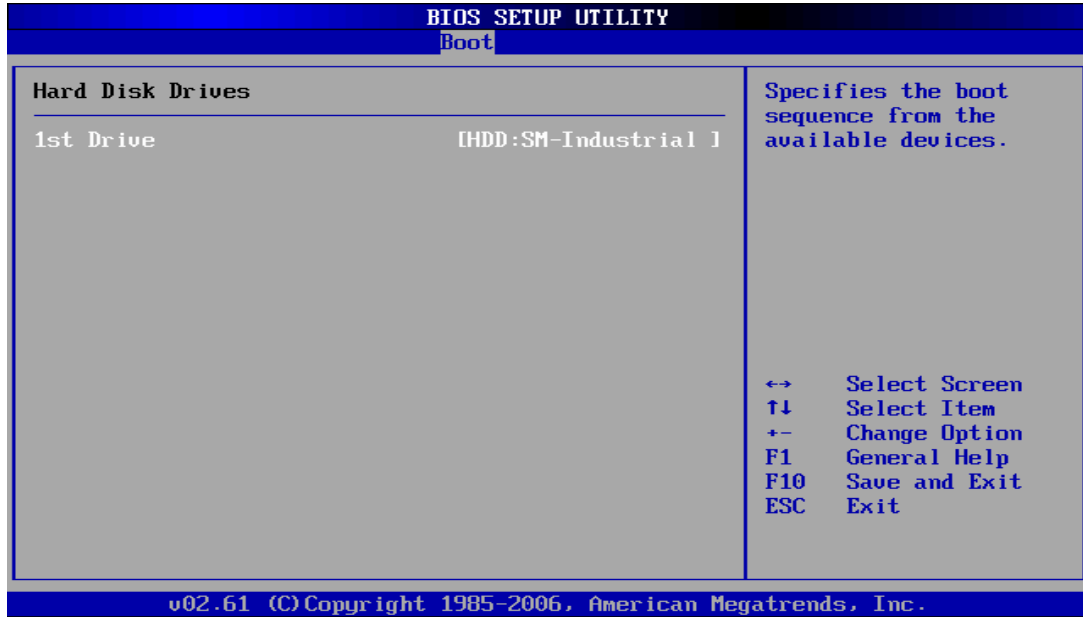 BIOS SETUP UTILITY
Boot
Hard Disk Drives
1st Drive [HDD:SM-Industrial ]
Specifies the boot
sequence from the
available devices.
←→ Select Screen
↑↓ Select Item
+- Change Option
F1 General Help
F10 Save and Exit
ESC Exit
v02.61 (C)Copyright 1985-2006, American Megatrends, Inc.